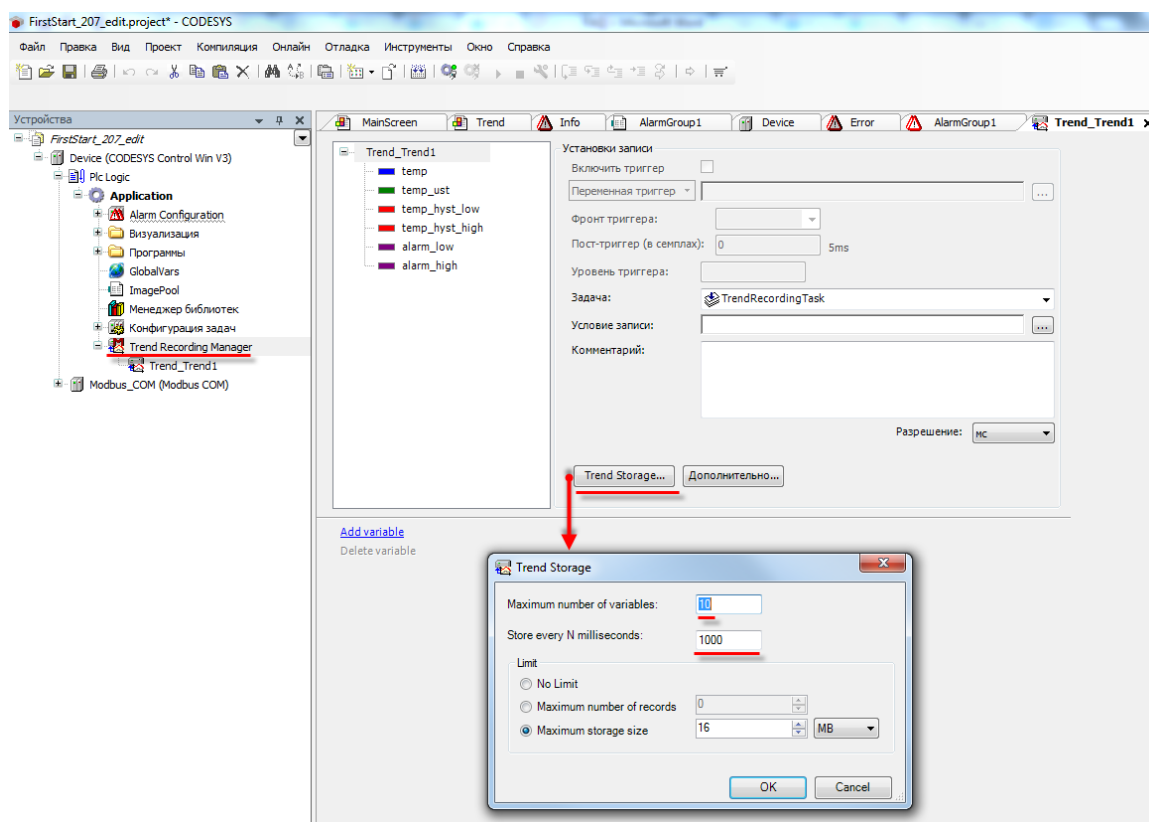 FirstStart_207_edit.project* - CODESYS
Файл Правка Вид Проект Компиляция Онлайн Отладка Инструменты Окно Справка
Устройства
FirstStart_207_edit
Device (CODESYS Control Win V3)
Plc Logic
Application
Alarm Configuration
Визуализация
Программы
GlobalVars
ImagePool
Менеджер библиотек
Конфигурация задач
Trend Recording Manager
Trend_Trend1
Modbus_COM (Modbus COM)
MainScreen Trend Info AlarmGroup1 Device Error AlarmGroup1 Trend_Trend1
Trend_Trend1
temp
temp_ust
temp_hyst_low
temp_hyst_high
alarm_low
alarm_high
Установки записи
Включить триггер
Переменная триггер ...
Фронт триггера:
Пост-триггер (в семплах): 0 5ms
Уровень триггера:
Задача: TrendRecordingTask
Условие записи: ...
Комментарий:
Разрешение: мс
Trend Storage... Дополнительно...
Add variable
Delete variable
Trend Storage
Maximum number of variables: 10
Store every N milliseconds: 1000
Limit
No Limit
Maximum number of records 0
Maximum storage size 16 MB
OK Cancel